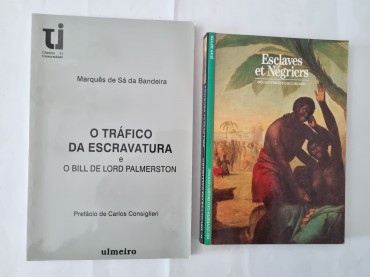 Marquês de Sá da Bandeira
O TRÁFICO
DA ESCRAVATURA
e
O BILL DE LORD PALMERSTON
Prefácio de Carlos Consiglieri
ulmeiro
Esclaves
et Négriers